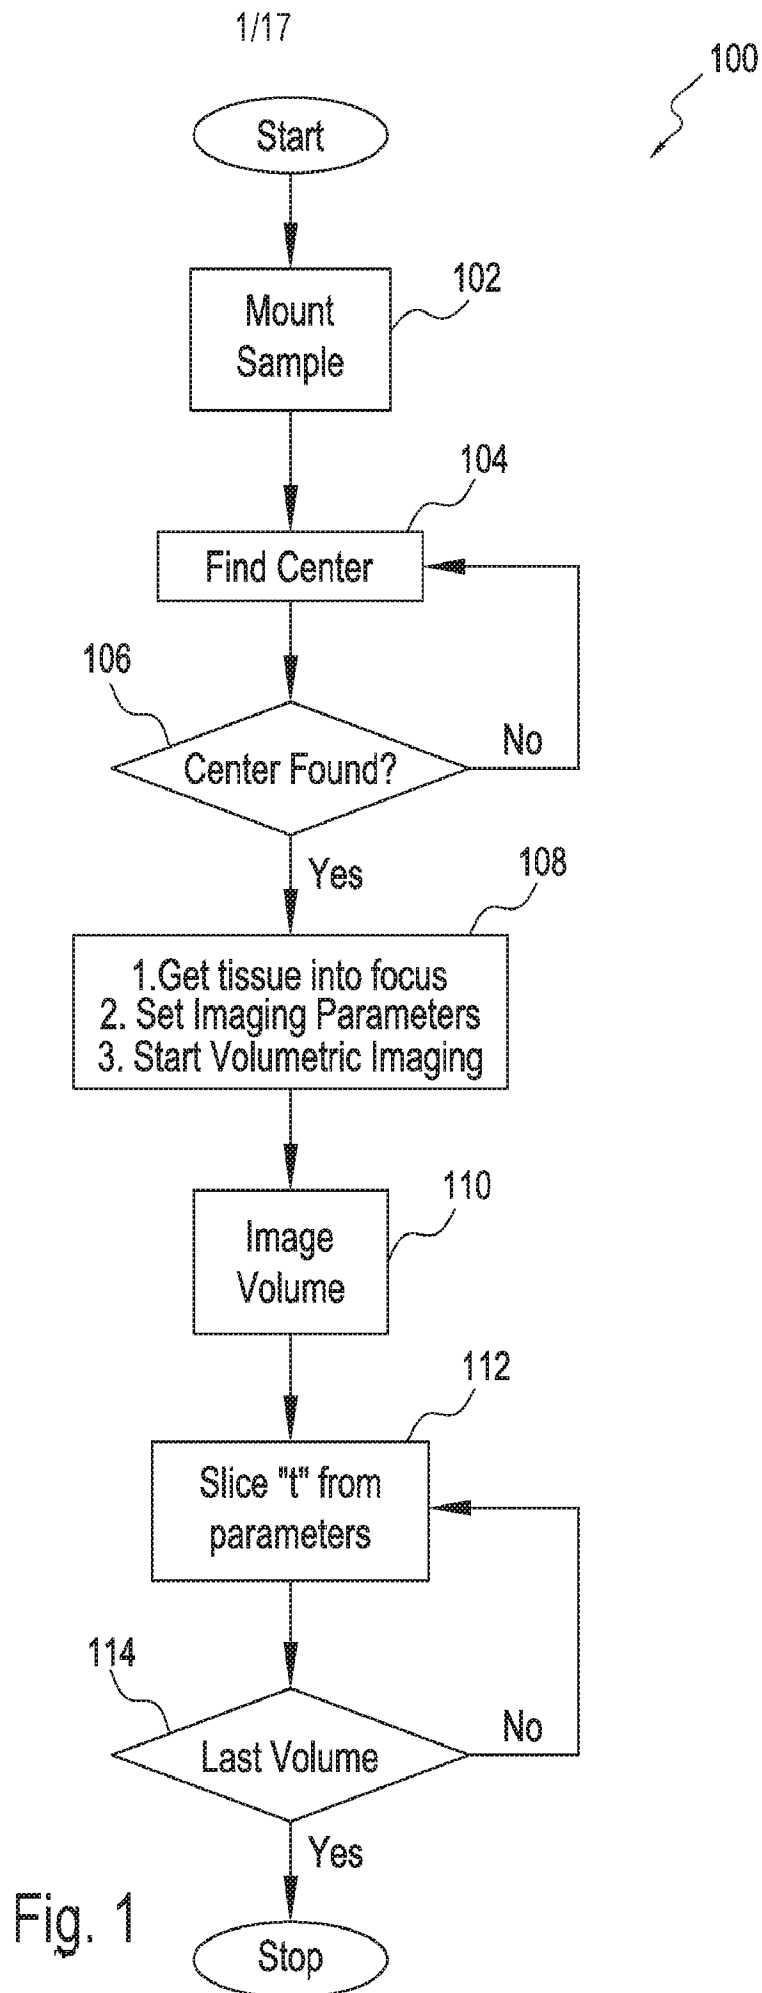 1/17
100
Start
102
Mount
Sample
104
Find Center
106
Center Found?
No
Yes
108
1.Get tissue into focus
2. Set Imaging Parameters
3. Start Volumetric Imaging
110
Image
Volume
112
Slice "t" from
parameters
114
Last Volume
No
Yes
Fig. 1
Stop